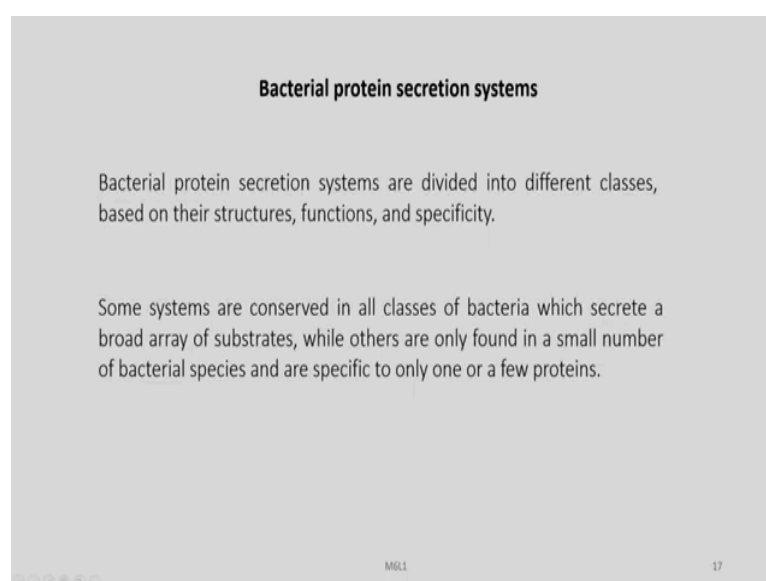 Bacterial protein secretion systems
Bacterial protein secretion systems are divided into different classes,
based on their structures, functions, and specificity.
Some systems are conserved in all classes of bacteria which secrete a
broad array of substrates, while others are only found in a small number
of bacterial species and are specific to only one or a few proteins.
M6L1
17